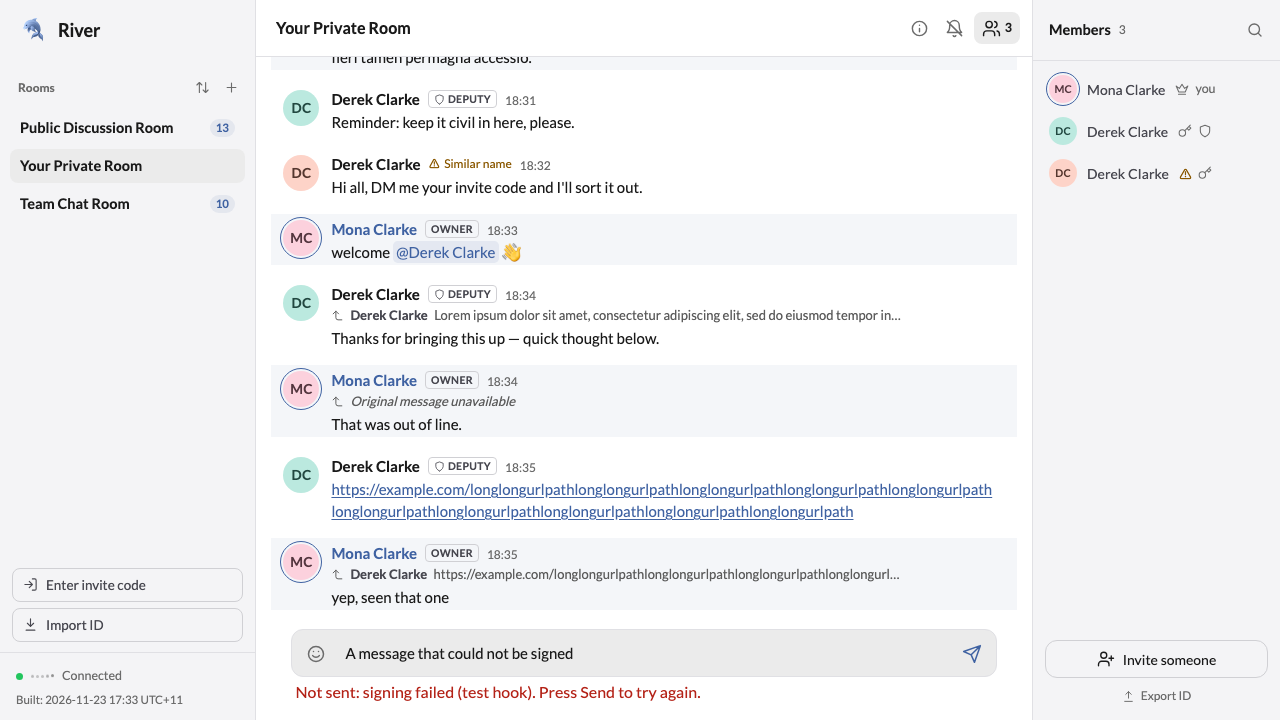 River
Rooms
Public Discussion Room 13
Your Private Room
Team Chat Room 10
Enter invite code
Import ID
Connected
Built: 2026-11-23 17:33 UTC+11
Your Private Room
3
fieri tamen permagna accessio.
DC Derek Clarke DEPUTY 18:31
Reminder: keep it civil in here, please.
DC Derek Clarke Similar name 18:32
Hi all, DM me your invite code and I'll sort it out.
MC Mona Clarke OWNER 18:33
welcome @Derek Clarke 👋
DC Derek Clarke DEPUTY 18:34
Derek Clarke Lorem ipsum dolor sit amet, consectetur adipiscing elit, sed do eiusmod tempor in…
Thanks for bringing this up — quick thought below.
MC Mona Clarke OWNER 18:34
Original message unavailable
That was out of line.
DC Derek Clarke DEPUTY 18:35
https://example.com/longlongurlpathlonglongurlpathlonglongurlpathlonglongurlpathlonglongurlpath
longlongurlpathlonglongurlpathlonglongurlpathlonglongurlpathlonglongurlpath
MC Mona Clarke OWNER 18:35
Derek Clarke https://example.com/longlongurlpathlonglongurlpathlonglongurlpathlonglongurl…
yep, seen that one
A message that could not be signed
Not sent: signing failed (test hook). Press Send to try again.
Members 3
MC Mona Clarke you
DC Derek Clarke
DC Derek Clarke
Invite someone
Export ID